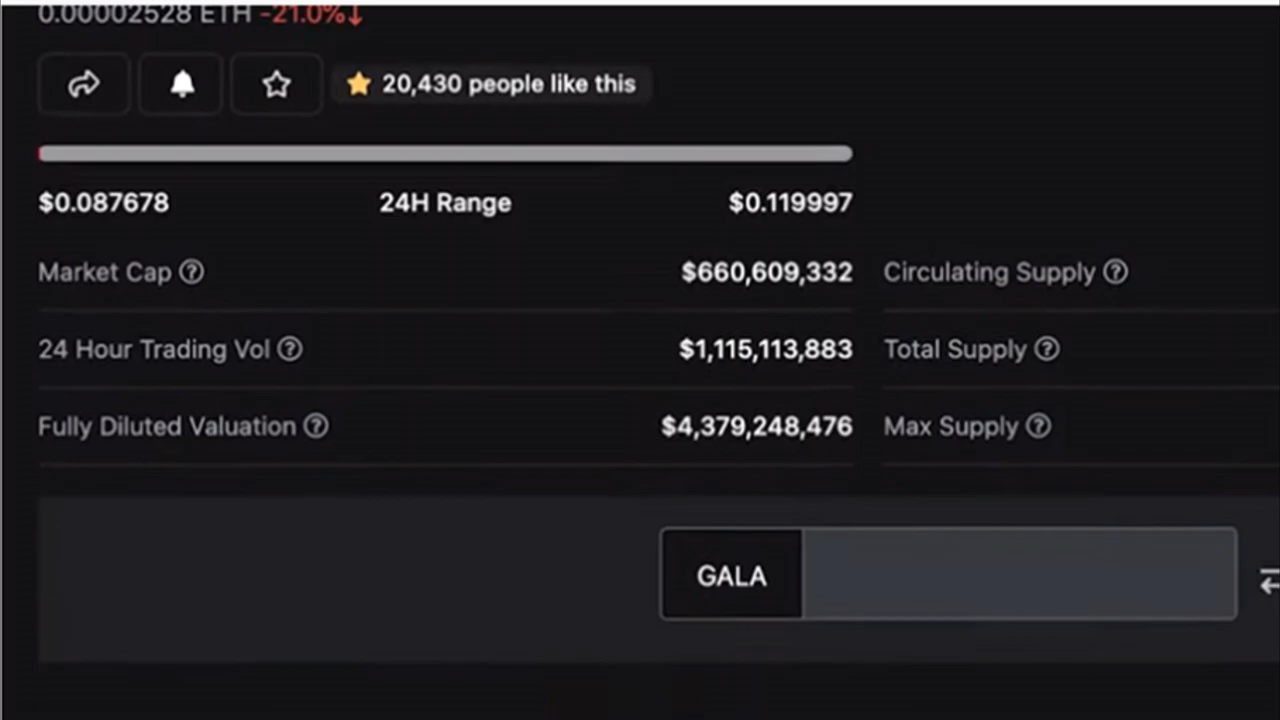 0.00002528 ETH -21.0%↓
20,430 people like this
$0.087678 24H Range $0.119997
Market Cap $660,609,332 Circulating Supply
24 Hour Trading Vol $1,115,113,883 Total Supply
Fully Diluted Valuation $4,379,248,476 Max Supply
GALA